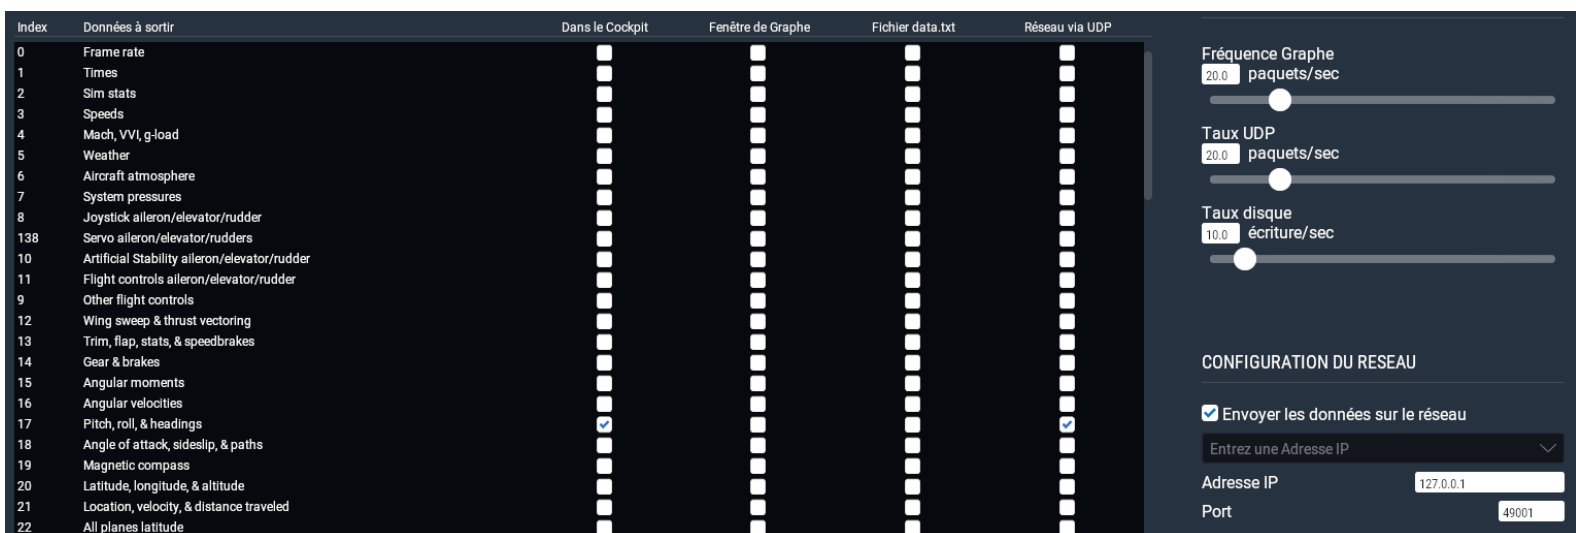 Index Données à sortir Dans le Cockpit Fenêtre de Graphe Fichier data.txt Réseau via UDP
0 Frame rate
1 Times
2 Sim stats
3 Speeds
4 Mach, VVI, g-load
5 Weather
6 Aircraft atmosphere
7 System pressures
8 Joystick aileron/elevator/rudder
138 Servo aileron/elevator/rudders
10 Artificial Stability aileron/elevator/rudder
11 Flight controls aileron/elevator/rudder
9 Other flight controls
12 Wing sweep & thrust vectoring
13 Trim, flap, stats, & speedbrakes
14 Gear & brakes
15 Angular moments
16 Angular velocities
17 Pitch, roll, & headings
18 Angle of attack, sideslip, & paths
19 Magnetic compass
20 Latitude, longitude, & altitude
21 Location, velocity, & distance traveled
22 All planes latitude
Fréquence Graphe
20.0 paquets/sec
Taux UDP
20.0 paquets/sec
Taux disque
10.0 écriture/sec
CONFIGURATION DU RESEAU
Envoyer les données sur le réseau
Entrez une Adresse IP
Adresse IP 127.0.0.1
Port 49001